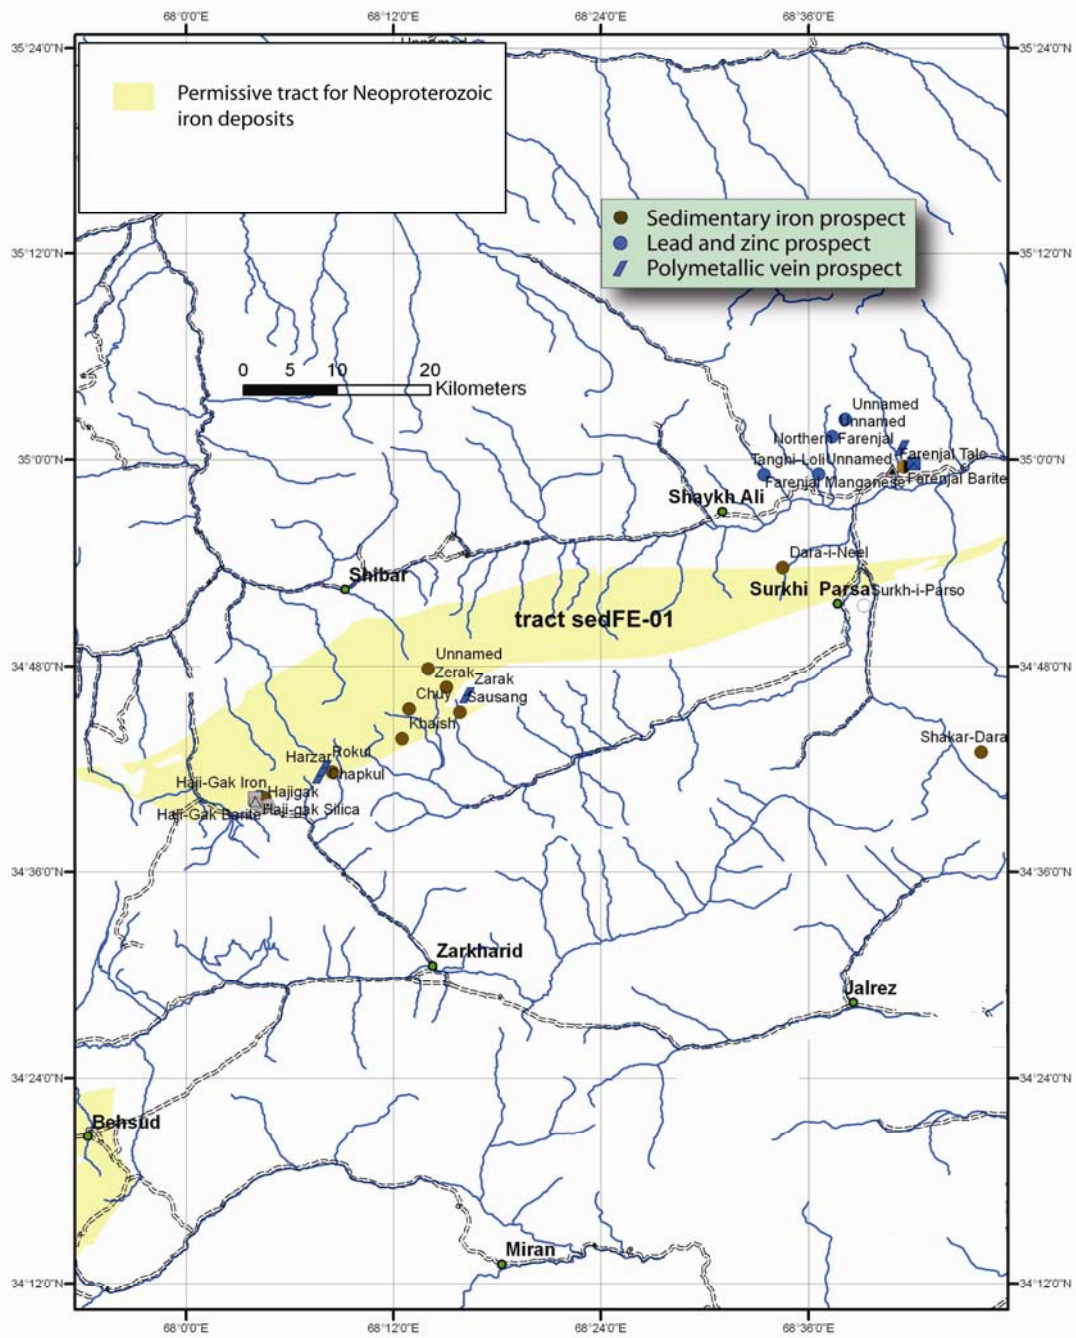 68°0'0"E 68°12'0"E 68°24'0"E 68°36'0"E
35°24'0"N 35°24'0"N
Unnamed
Permissive tract for Neoproterozoic
iron deposits
Sedimentary iron prospect
Lead and zinc prospect
Polymetallic vein prospect
35°12'0"N 35°12'0"N
0 5 10 20
Kilometers
Unnamed
Unnamed
Northern Farenjal
35°0'0"N 35°0'0"N
Tanghi-Loli Unnamed Farenjal Talc
Farenjal Manganese Farenjal Barite
Shaykh Ali
Dara-i-Neel
Shibar
Surkhi Parsa Surkh-i-Parso
tract sedFE-01
Unnamed
34°48'0"N 34°48'0"N
Zerak Zarak
Chuy Sausang
Khaish
Shakar-Dara
Harzar Rokul
Chapkul
Haji-Gak Iron
Hajigak
Haji-Gak Barite Haji-gak Silica
34°36'0"N 34°36'0"N
Zarkharid
Jalrez
34°24'0"N 34°24'0"N
Behsud
Miran
34°12'0"N 34°12'0"N
68°0'0"E 68°12'0"E 68°24'0"E 68°36'0"E